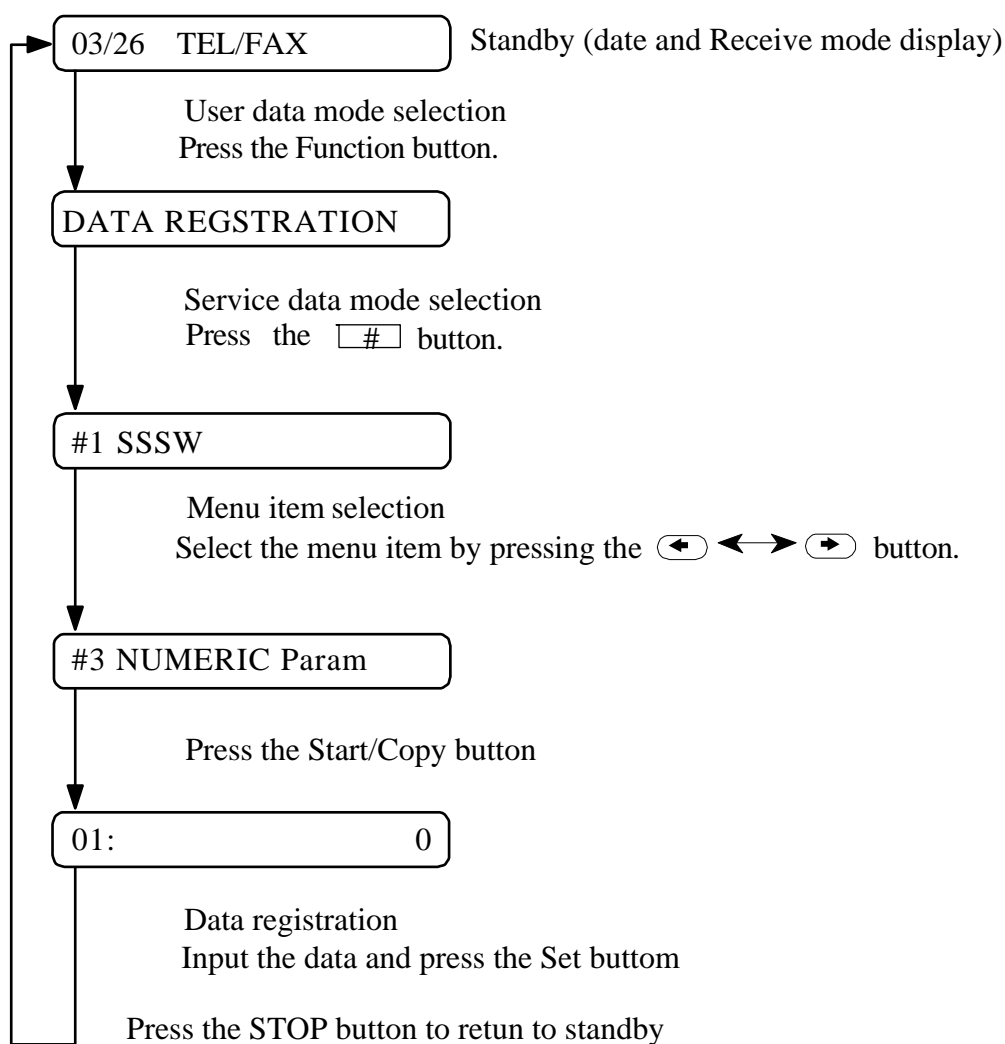 03/26 TEL/FAX
Standby (date and Receive mode display)
User data mode selection
Press the Function button.
DATA REGSTRATION
Service data mode selection
Press the # button.
#1 SSSW
Menu item selection
Select the menu item by pressing the button.
#3 NUMERIC Param
Press the Start/Copy button
01: 0
Data registration
Input the data and press the Set buttom
Press the STOP button to retun to standby